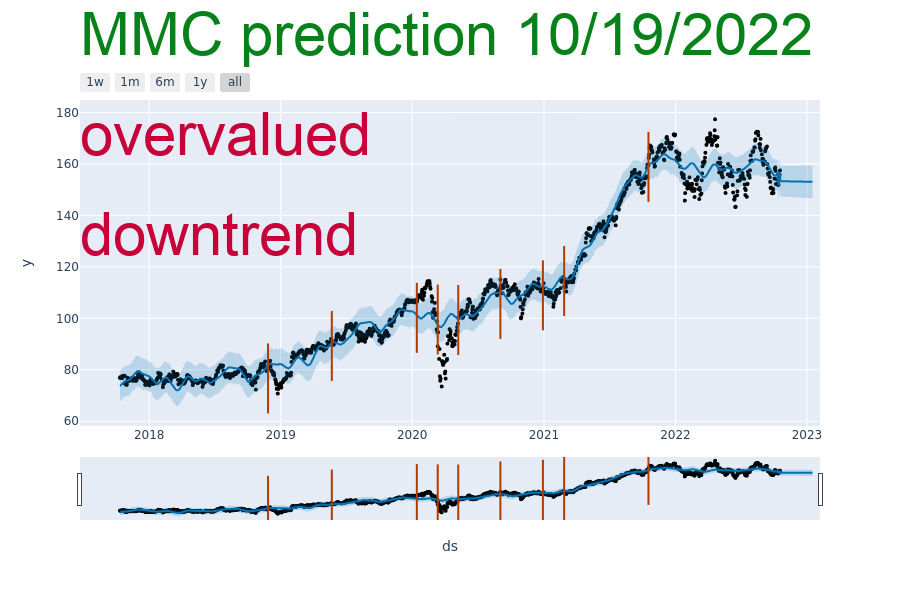 MMC prediction 10/19/2022
1w 1m 6m 1y all
180
overvalued
160
140
downtrend
y
120
100
80
60
2018 2019 2020 2021 2022 2023
ds